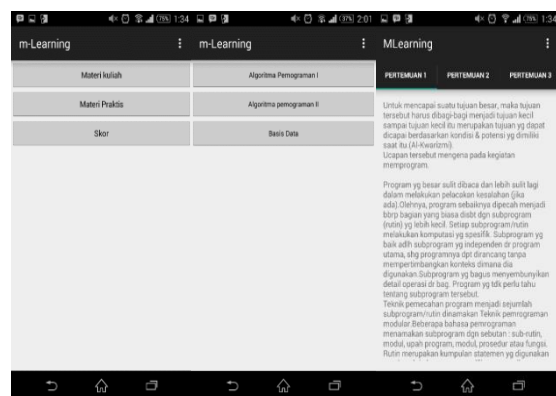 75% 1:34
m-Learning
Materi kuliah
Materi Praktis
Skor
37% 2:01
m-Learning
Algoritma Pemograman I
Algoritma pemograman II
Basis Data
75% 1:34
MLearning
PERTEMUAN 1 PERTEMUAN 2 PERTEMUAN 3
Untuk mencapai suatu tujuan besar, maka tujuan
tersebut harus dibagi-bagi menjadi tujuan kecil
sampai tujuan kecil itu merupakan tujuan yg dapat
dicapai berdasarkan kondisi & potensi yg dimiliki
saat itu (Al-Kwarizmi).
Ucapan tersebut mengena pada kegiatan
memprogram.
Program yg besar sulit dibaca dan lebih sulit lagi
dalam melakukan pelacakan kesalahan (jika
ada).Olehnya, program sebaiknya dipecah menjadi
bbrp bagian yang biasa disbt dgn subprogram
(rutin) yg lebih kecil. Setiap subprogram/rutin
melakukan komputasi yg spesifik. Subprogram yg
baik adlh subprogram yg independen dr program
utama, shg programnya dpt dirancang tanpa
mempertimbangkan konteks dimana dia
digunakan.Subprogram yg bagus menyembunyikan
detail operasi dr bag. Program yg tdk perlu tahu
tentang subprogram tersebut.
Teknik pemecahan program menjadi sejumlah
subprogram/rutin dinamakan Teknik pemrograman
modular.Beberapa bahasa pemrograman
menamakan subprogram dgn sebutan : sub-rutin,
modul, upah program, modul, prosedur atau fungsi.
Rutin merupakan kumpulan statemen yg digunakan